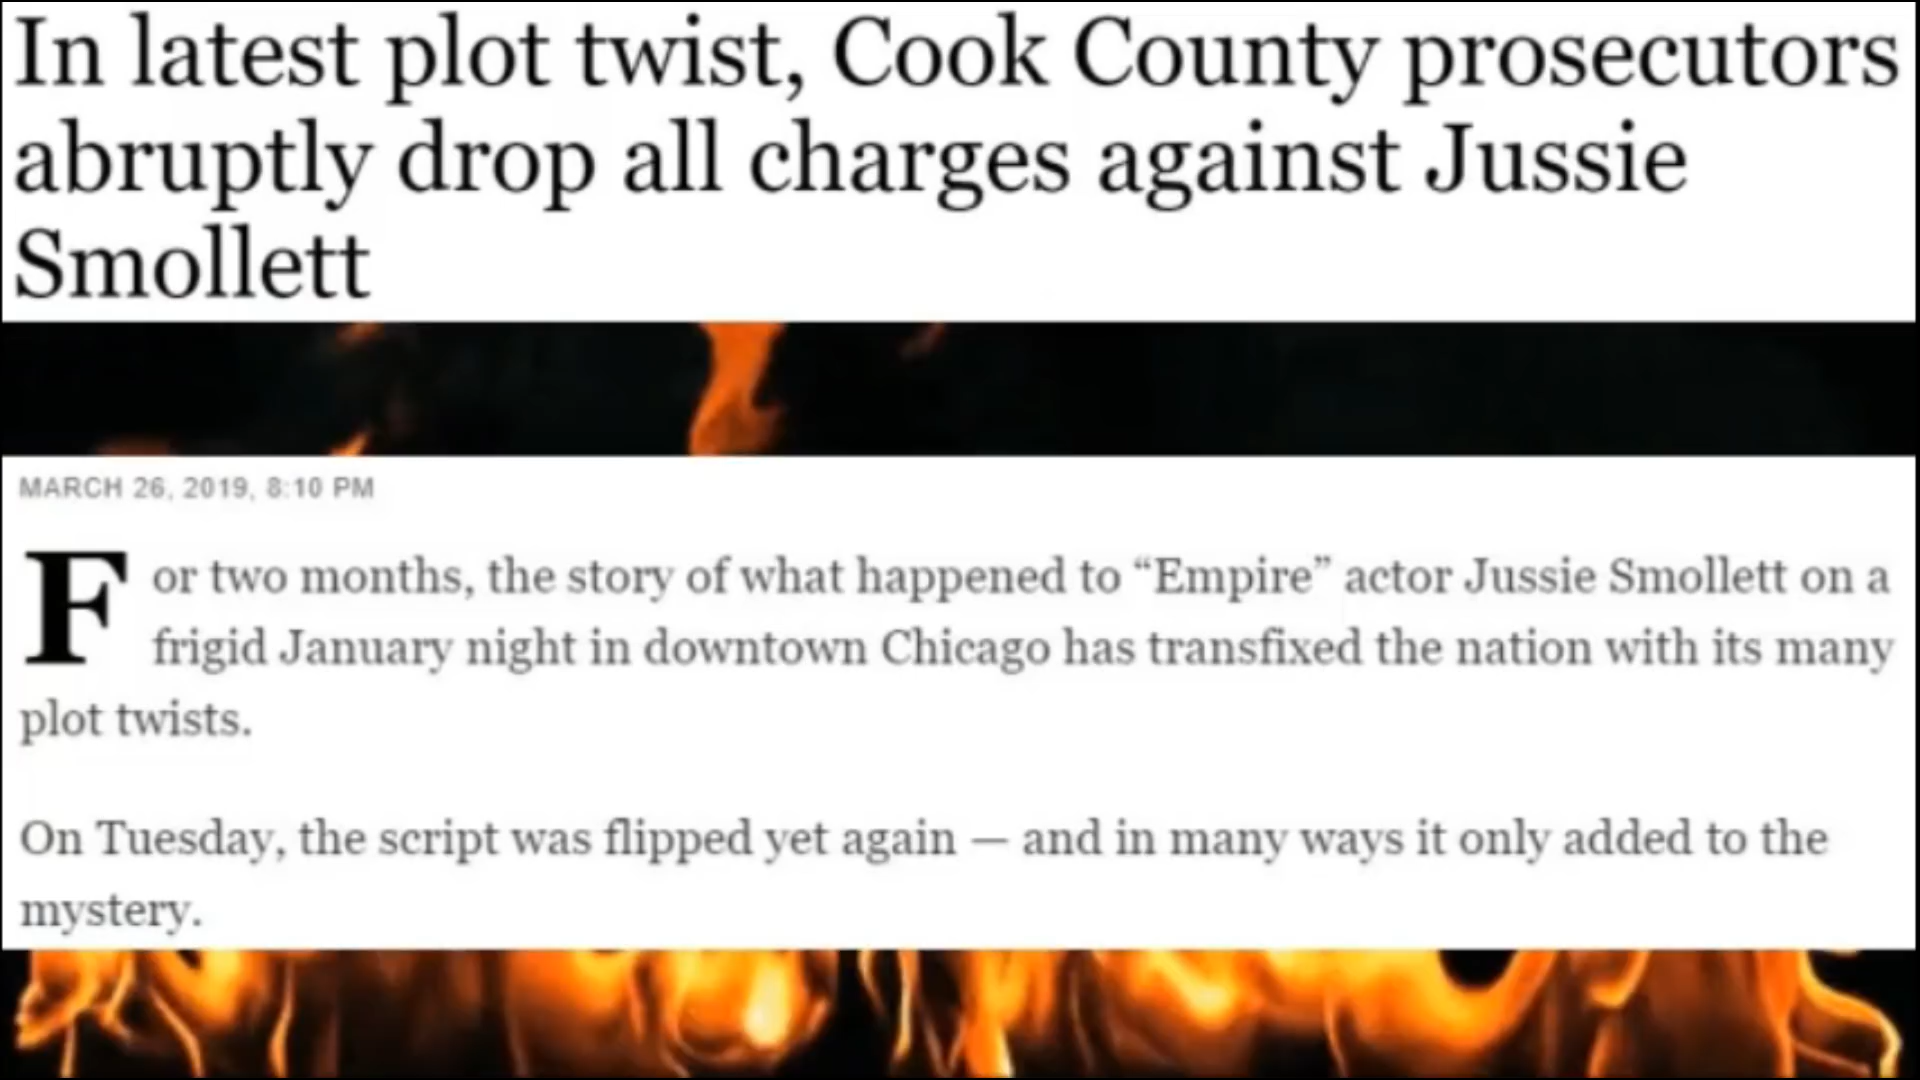 In latest plot twist, Cook County prosecutors
abruptly drop all charges against Jussie
Smollett
MARCH 26, 2019, 8:10 PM
For two months, the story of what happened to “Empire” actor Jussie Smollett on a
frigid January night in downtown Chicago has transfixed the nation with its many
plot twists.
On Tuesday, the script was flipped yet again — and in many ways it only added to the
mystery.